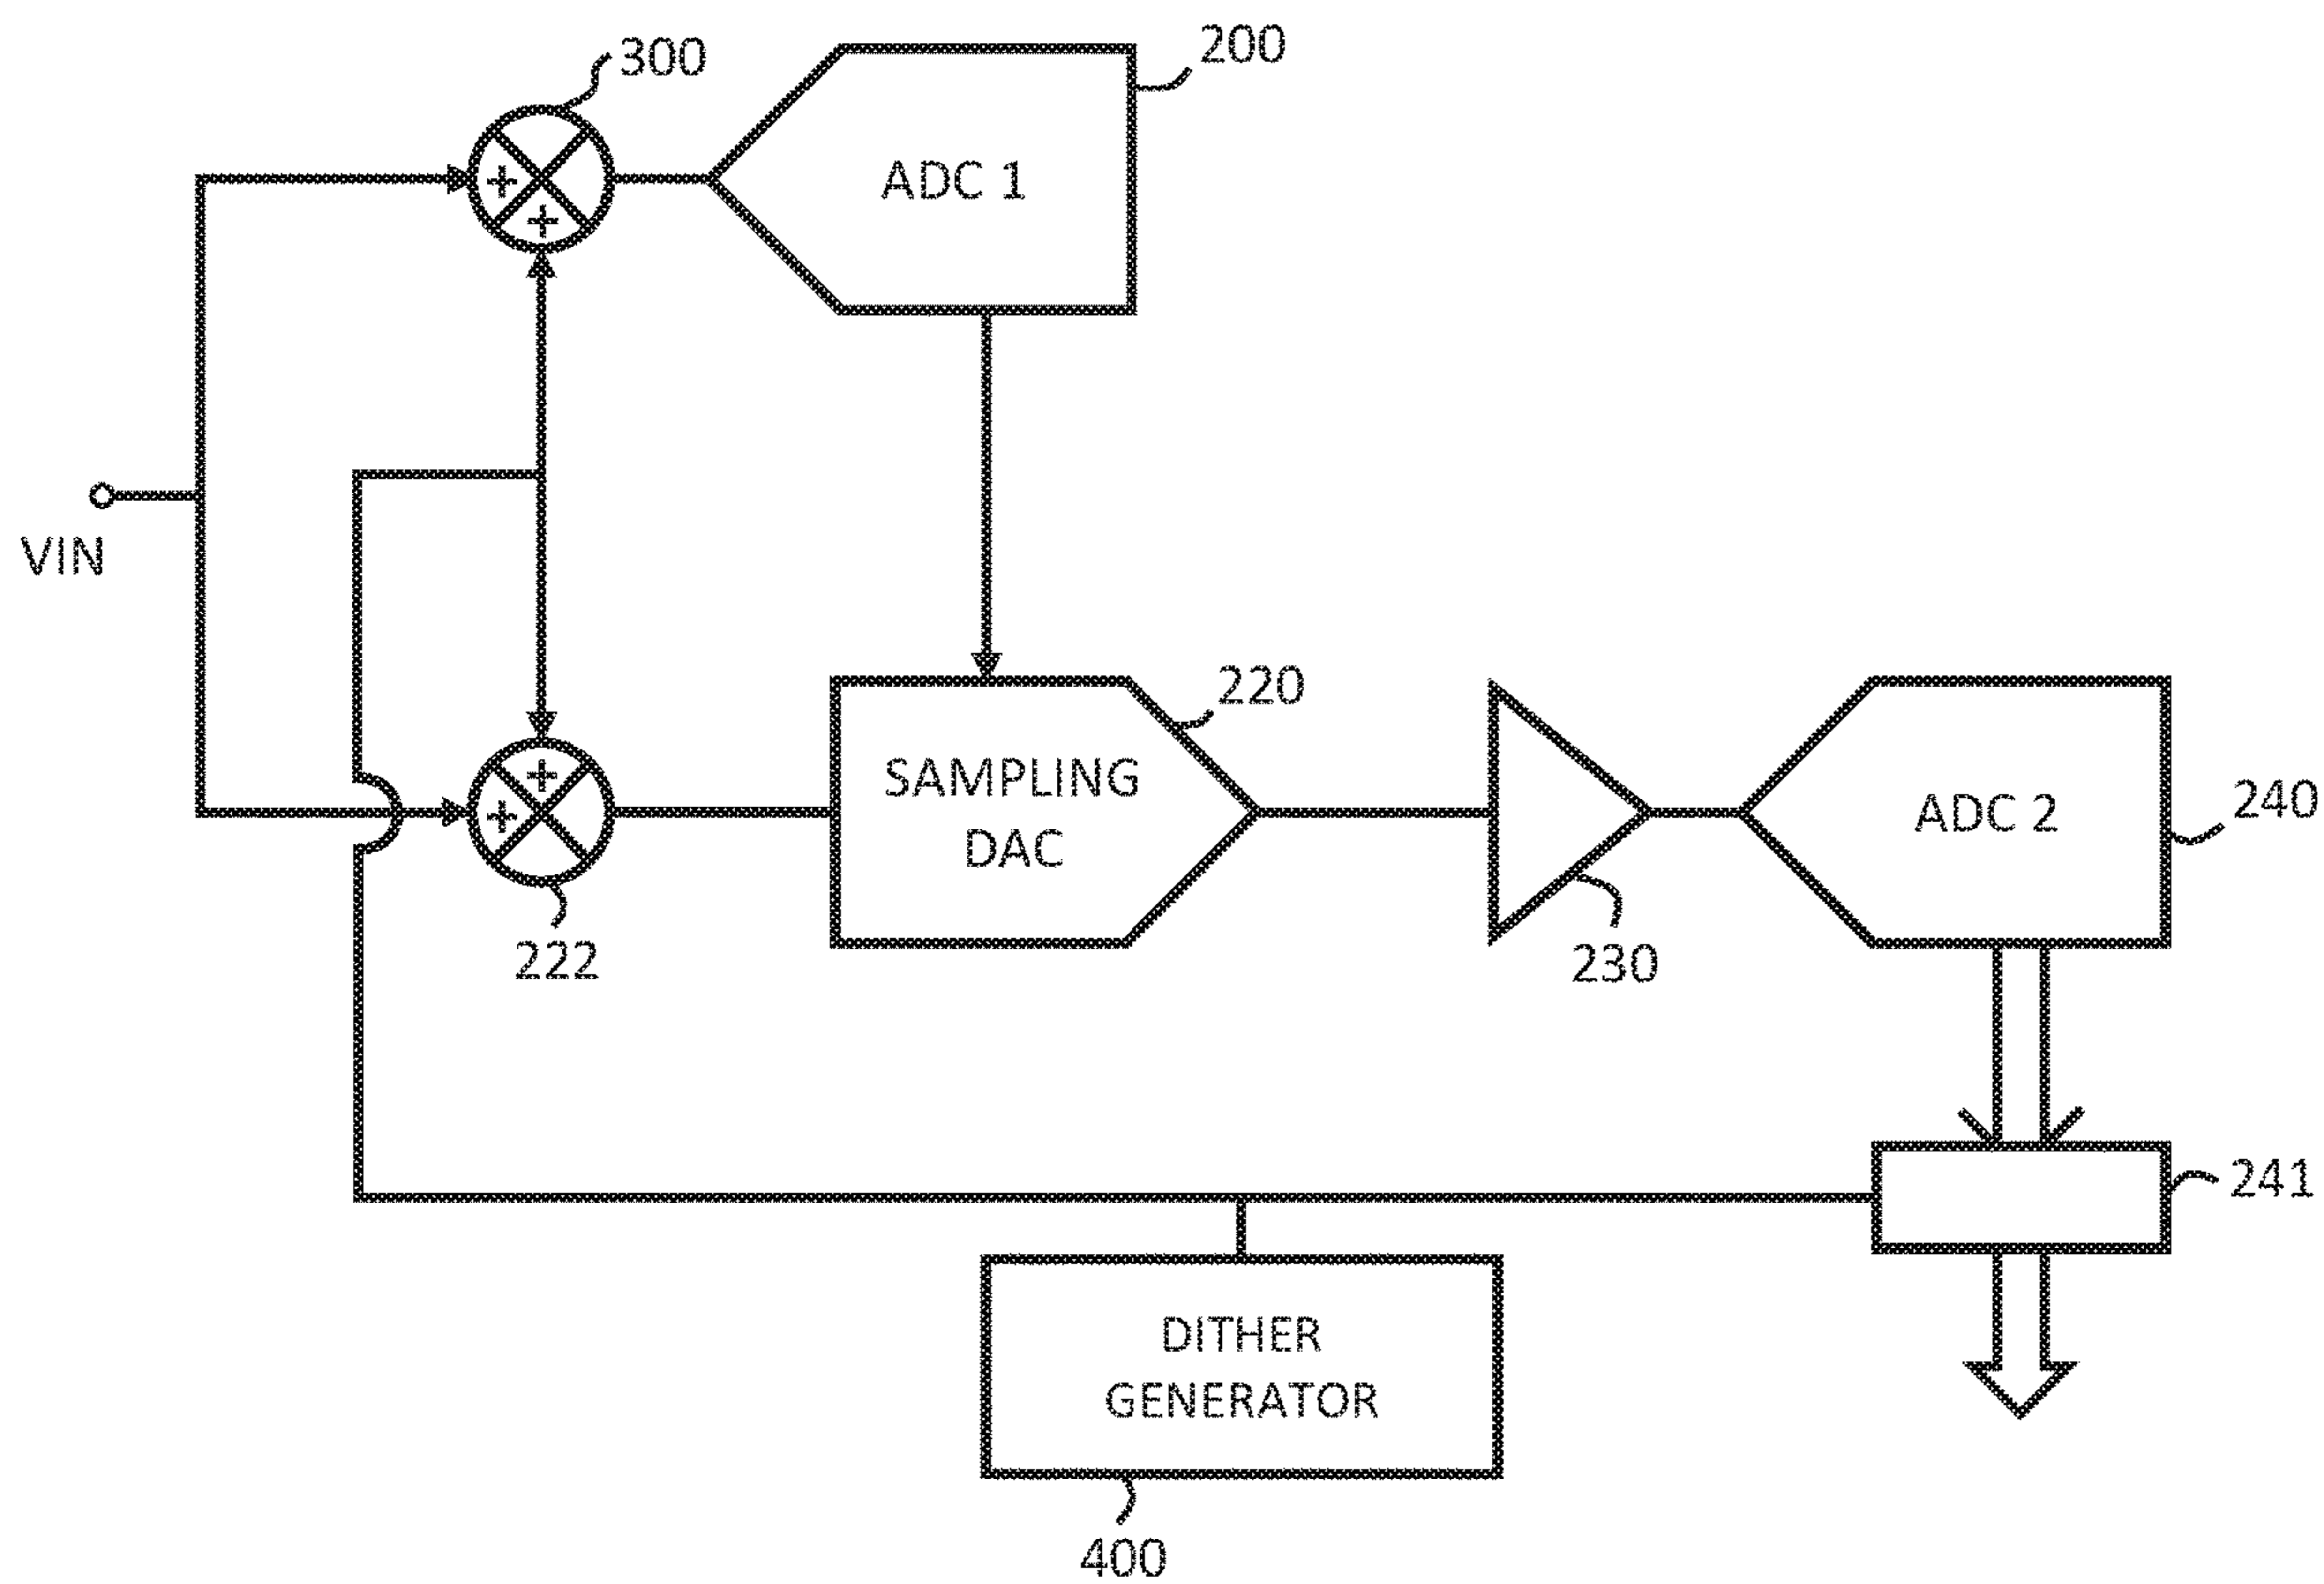 300
200
ADC 1
VIN
220
SAMPLING
DAC
ADC 2
240
222
230
241
DITHER
GENERATOR
400